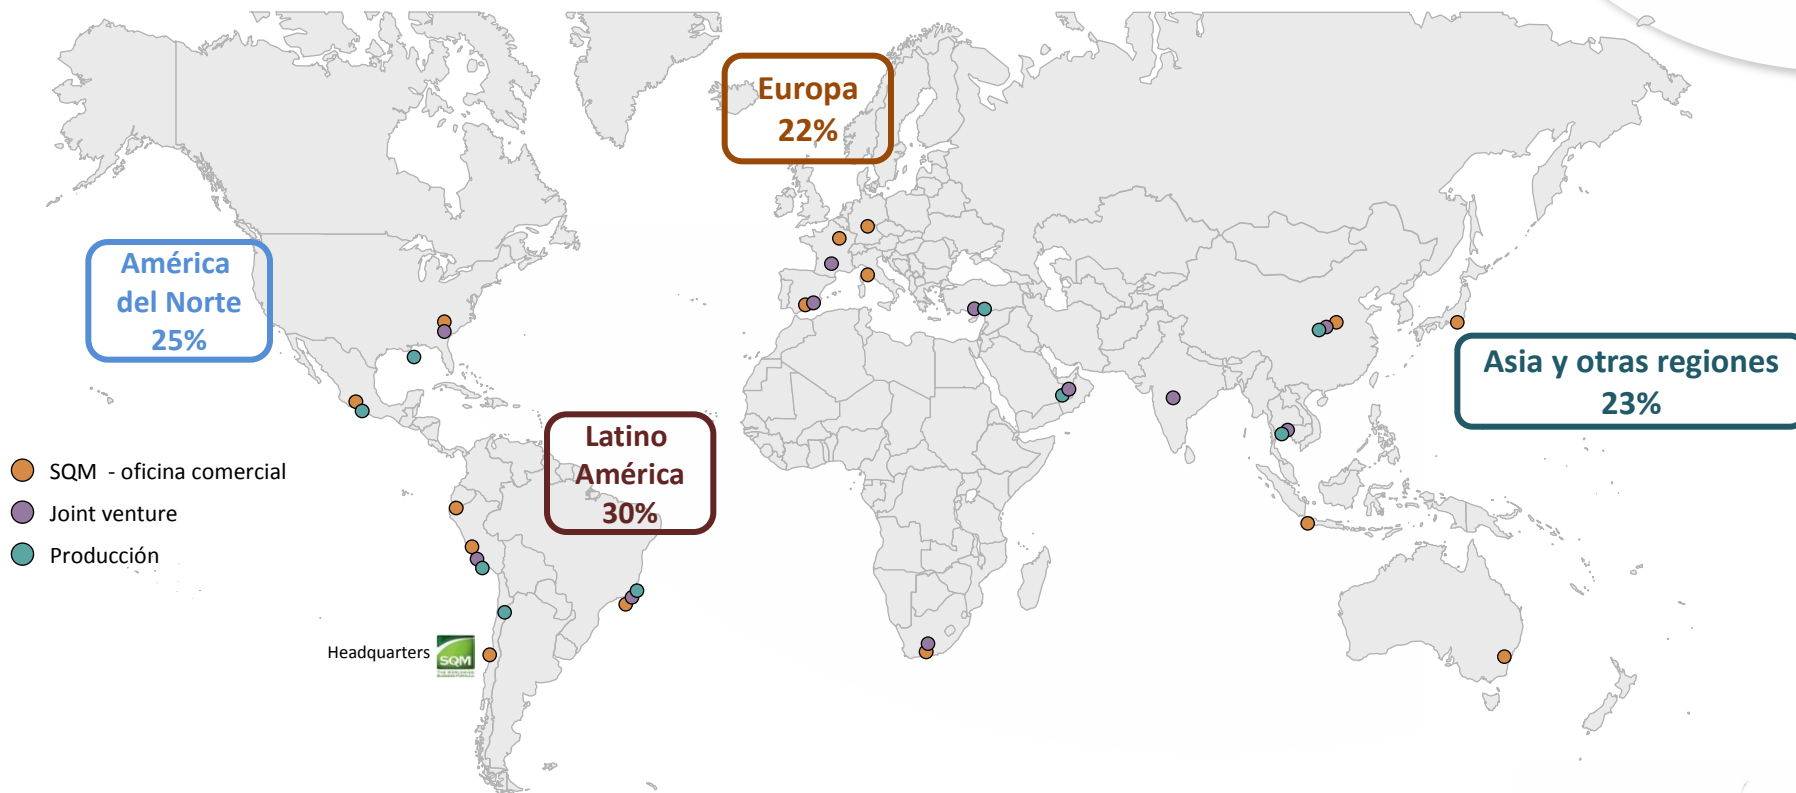 Europa
22%
América
del Norte
25%
Asia y otras regiones
23%
Latino
América
30%
SQM - oficina comercial
Joint venture
Producción
Headquarters
SQM